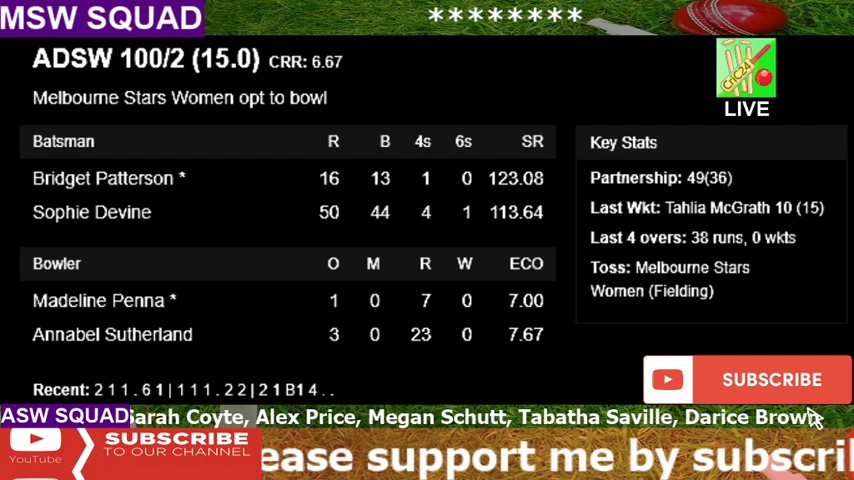 MSW SQUAD
********
ADSW 100/2 (15.0) CRR: 6.67
Melbourne Stars Women opt to bowl
CriC24
LIVE
Batsman R B 4s 6s SR
Bridget Patterson * 16 13 1 0 123.08
Sophie Devine 50 44 4 1 113.64
Bowler O M R W ECO
Madeline Penna * 1 0 7 0 7.00
Annabel Sutherland 3 0 23 0 7.67
Recent: 2 1 1 . 6 1 | 1 1 1 . 2 2 | 2 1 B1 4 . .
Key Stats
Partnership: 49(36)
Last Wkt: Tahlia McGrath 10 (15)
Last 4 overs: 38 runs, 0 wkts
Toss: Melbourne Stars
Women (Fielding)
SUBSCRIBE
ASW SQUAD Sarah Coyte, Alex Price, Megan Schutt, Tabatha Saville, Darice Brow
YouTube
SUBSCRIBE
TO OUR CHANNEL
ease support me by subscri